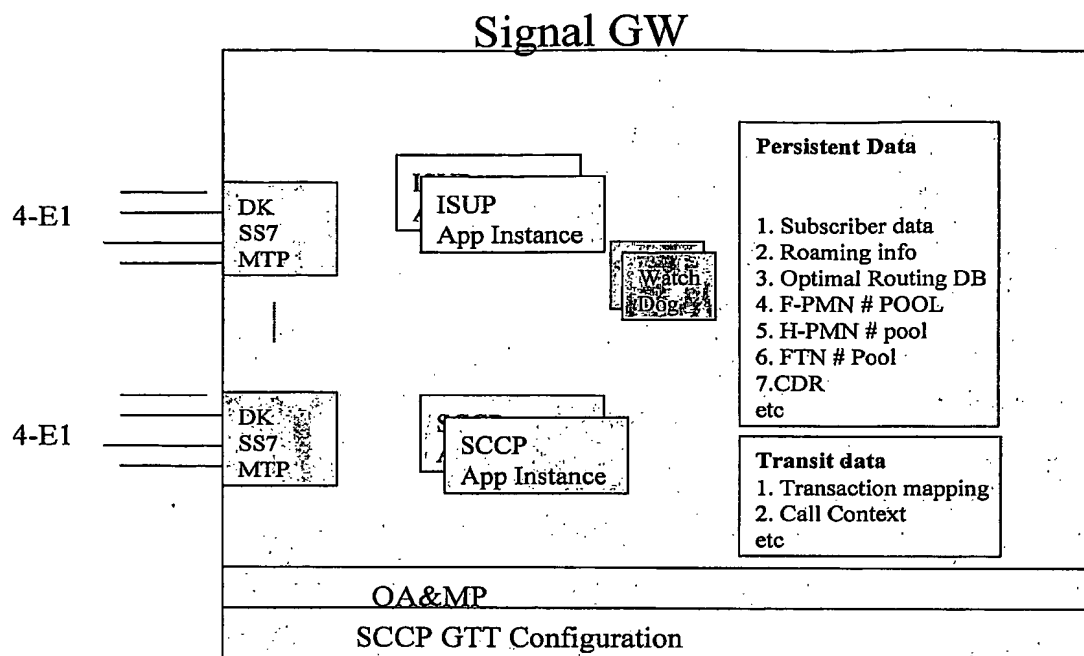 Signal GW
4-E1
DK
SS7
MTP
ISUP
App Instance
Watch
Dog
Persistent Data
1. Subscriber data
2. Roaming info
3. Optimal Routing DB
4. F-PMN # POOL
5. H-PMN # pool
6. FTN # Pool
7.CDR
etc
4-E1
DK
SS7
MTP
SCCP
App Instance
Transit data
1. Transaction mapping
2. Call Context
etc
OA&MP
SCCP GTT Configuration